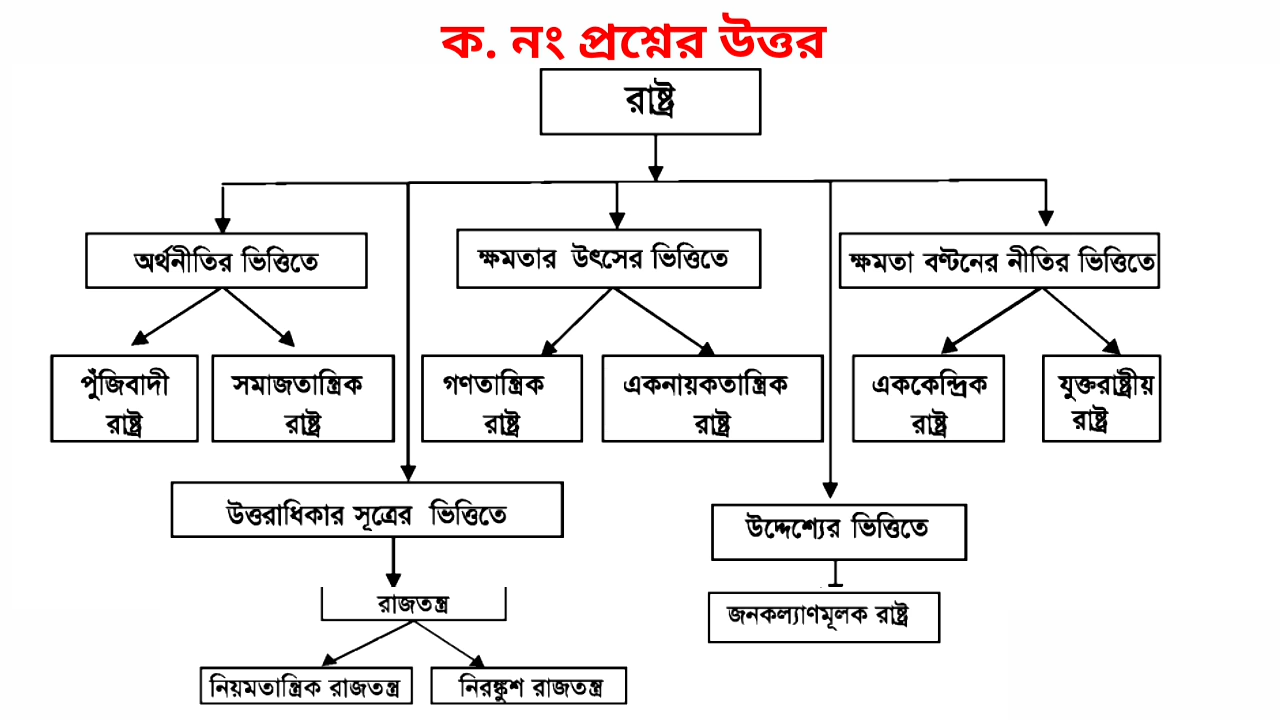 ক. নং প্রশ্নের উত্তর
রাষ্ট্র
অর্থনীতির ভিত্তিতে
ক্ষমতার উৎসের ভিত্তিতে
ক্ষমতা বণ্টনের নীতির ভিত্তিতে
পুঁজিবাদী
রাষ্ট্র
সমাজতান্ত্রিক
রাষ্ট্র
গণতান্ত্রিক
রাষ্ট্র
একনায়কতান্ত্রিক
রাষ্ট্র
এককেন্দ্রিক
রাষ্ট্র
যুক্তরাষ্ট্রীয়
রাষ্ট্র
উত্তরাধিকার সূত্রের ভিত্তিতে
উদ্দেশ্যের ভিত্তিতে
রাজতন্ত্র
জনকল্যাণমূলক রাষ্ট্র
নিয়মতান্ত্রিক রাজতন্ত্র
নিরঙ্কুশ রাজতন্ত্র